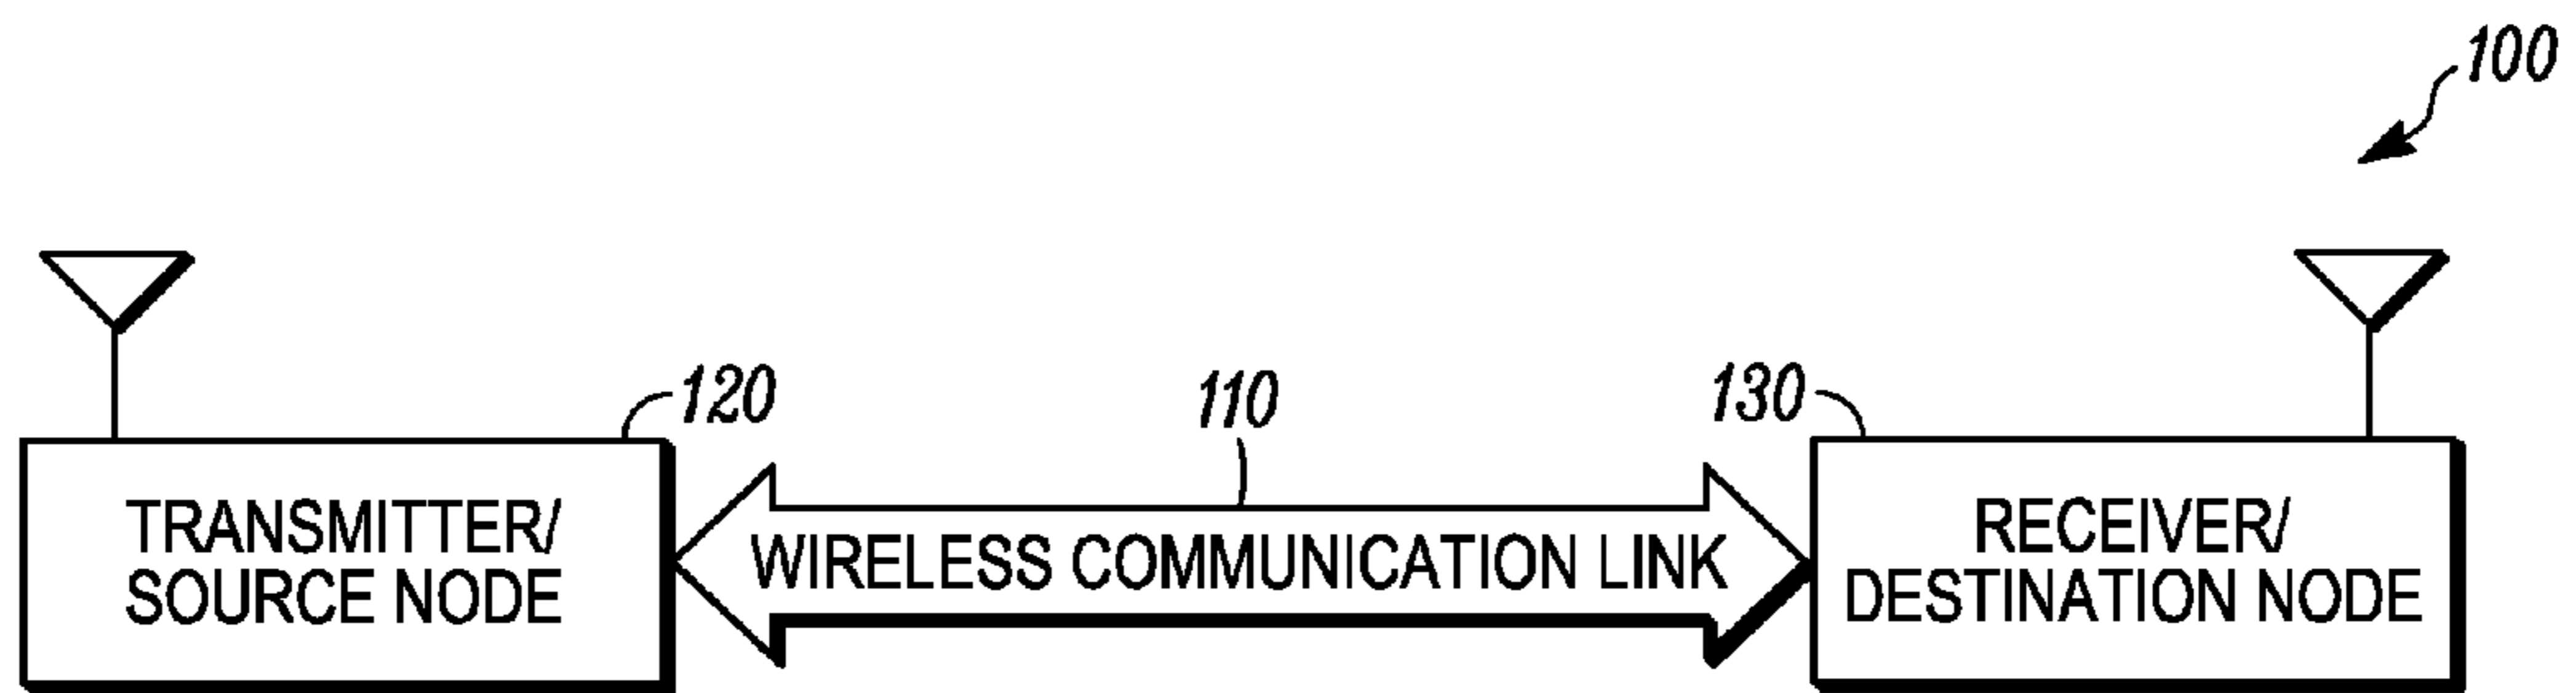 100
120
110
130
TRANSMITTER/
SOURCE NODE
WIRELESS COMMUNICATION LINK
RECEIVER/
DESTINATION NODE